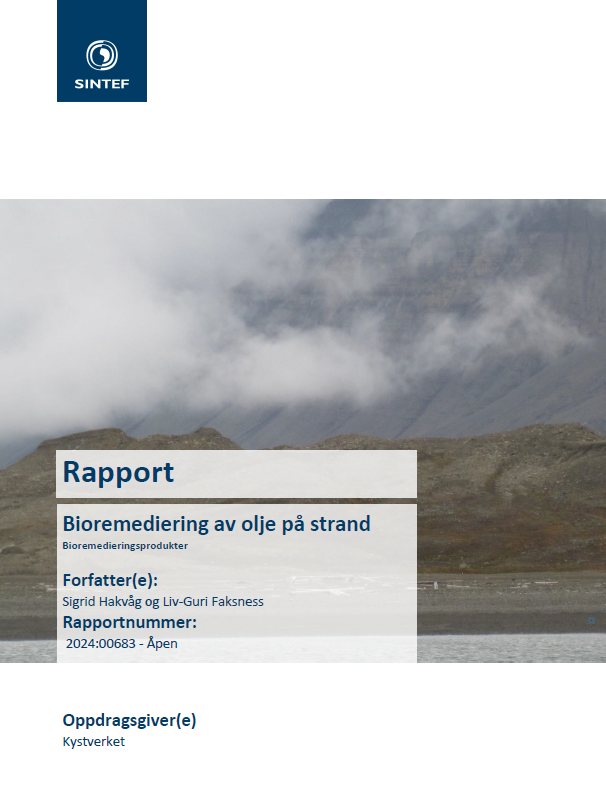 SINTEF
Rapport
Bioremediering av olje på strand
Bioremedieringsprodukter
Forfatter(e):
Sigrid Hakvåg og Liv-Guri Faksness
Rapportnummer:
2024:00683 - Åpen
Oppdragsgiver(e)
Kystverket